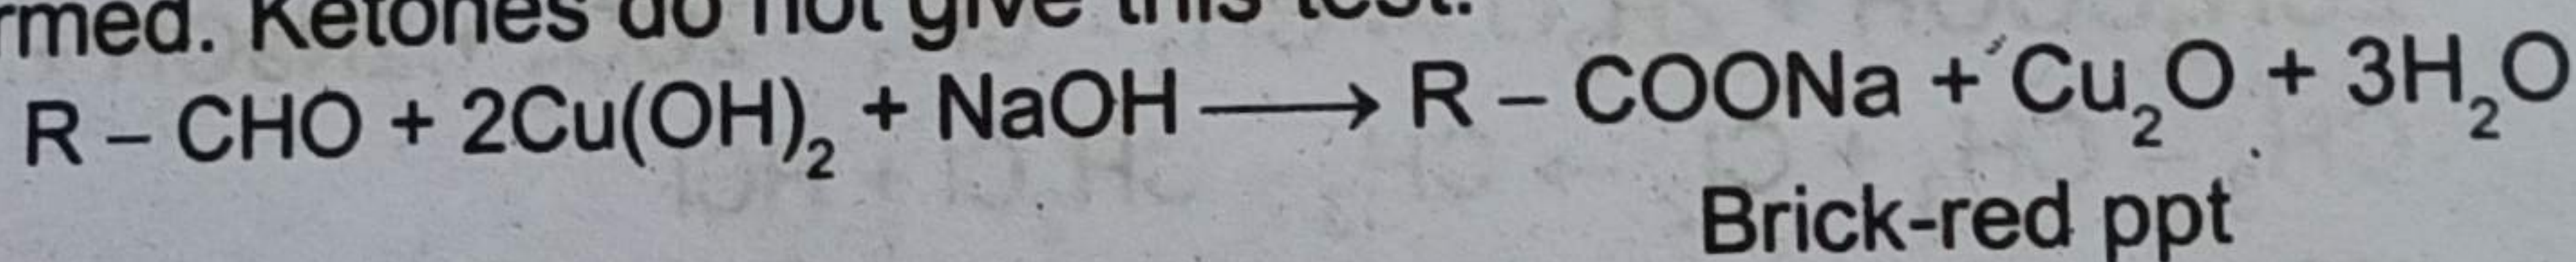 rmed. Ketones do not give this test.
R – CHO + 2Cu(OH)₂ + NaOH ⟶ R – COONa + Cu₂O + 3H₂O
Brick-red ppt